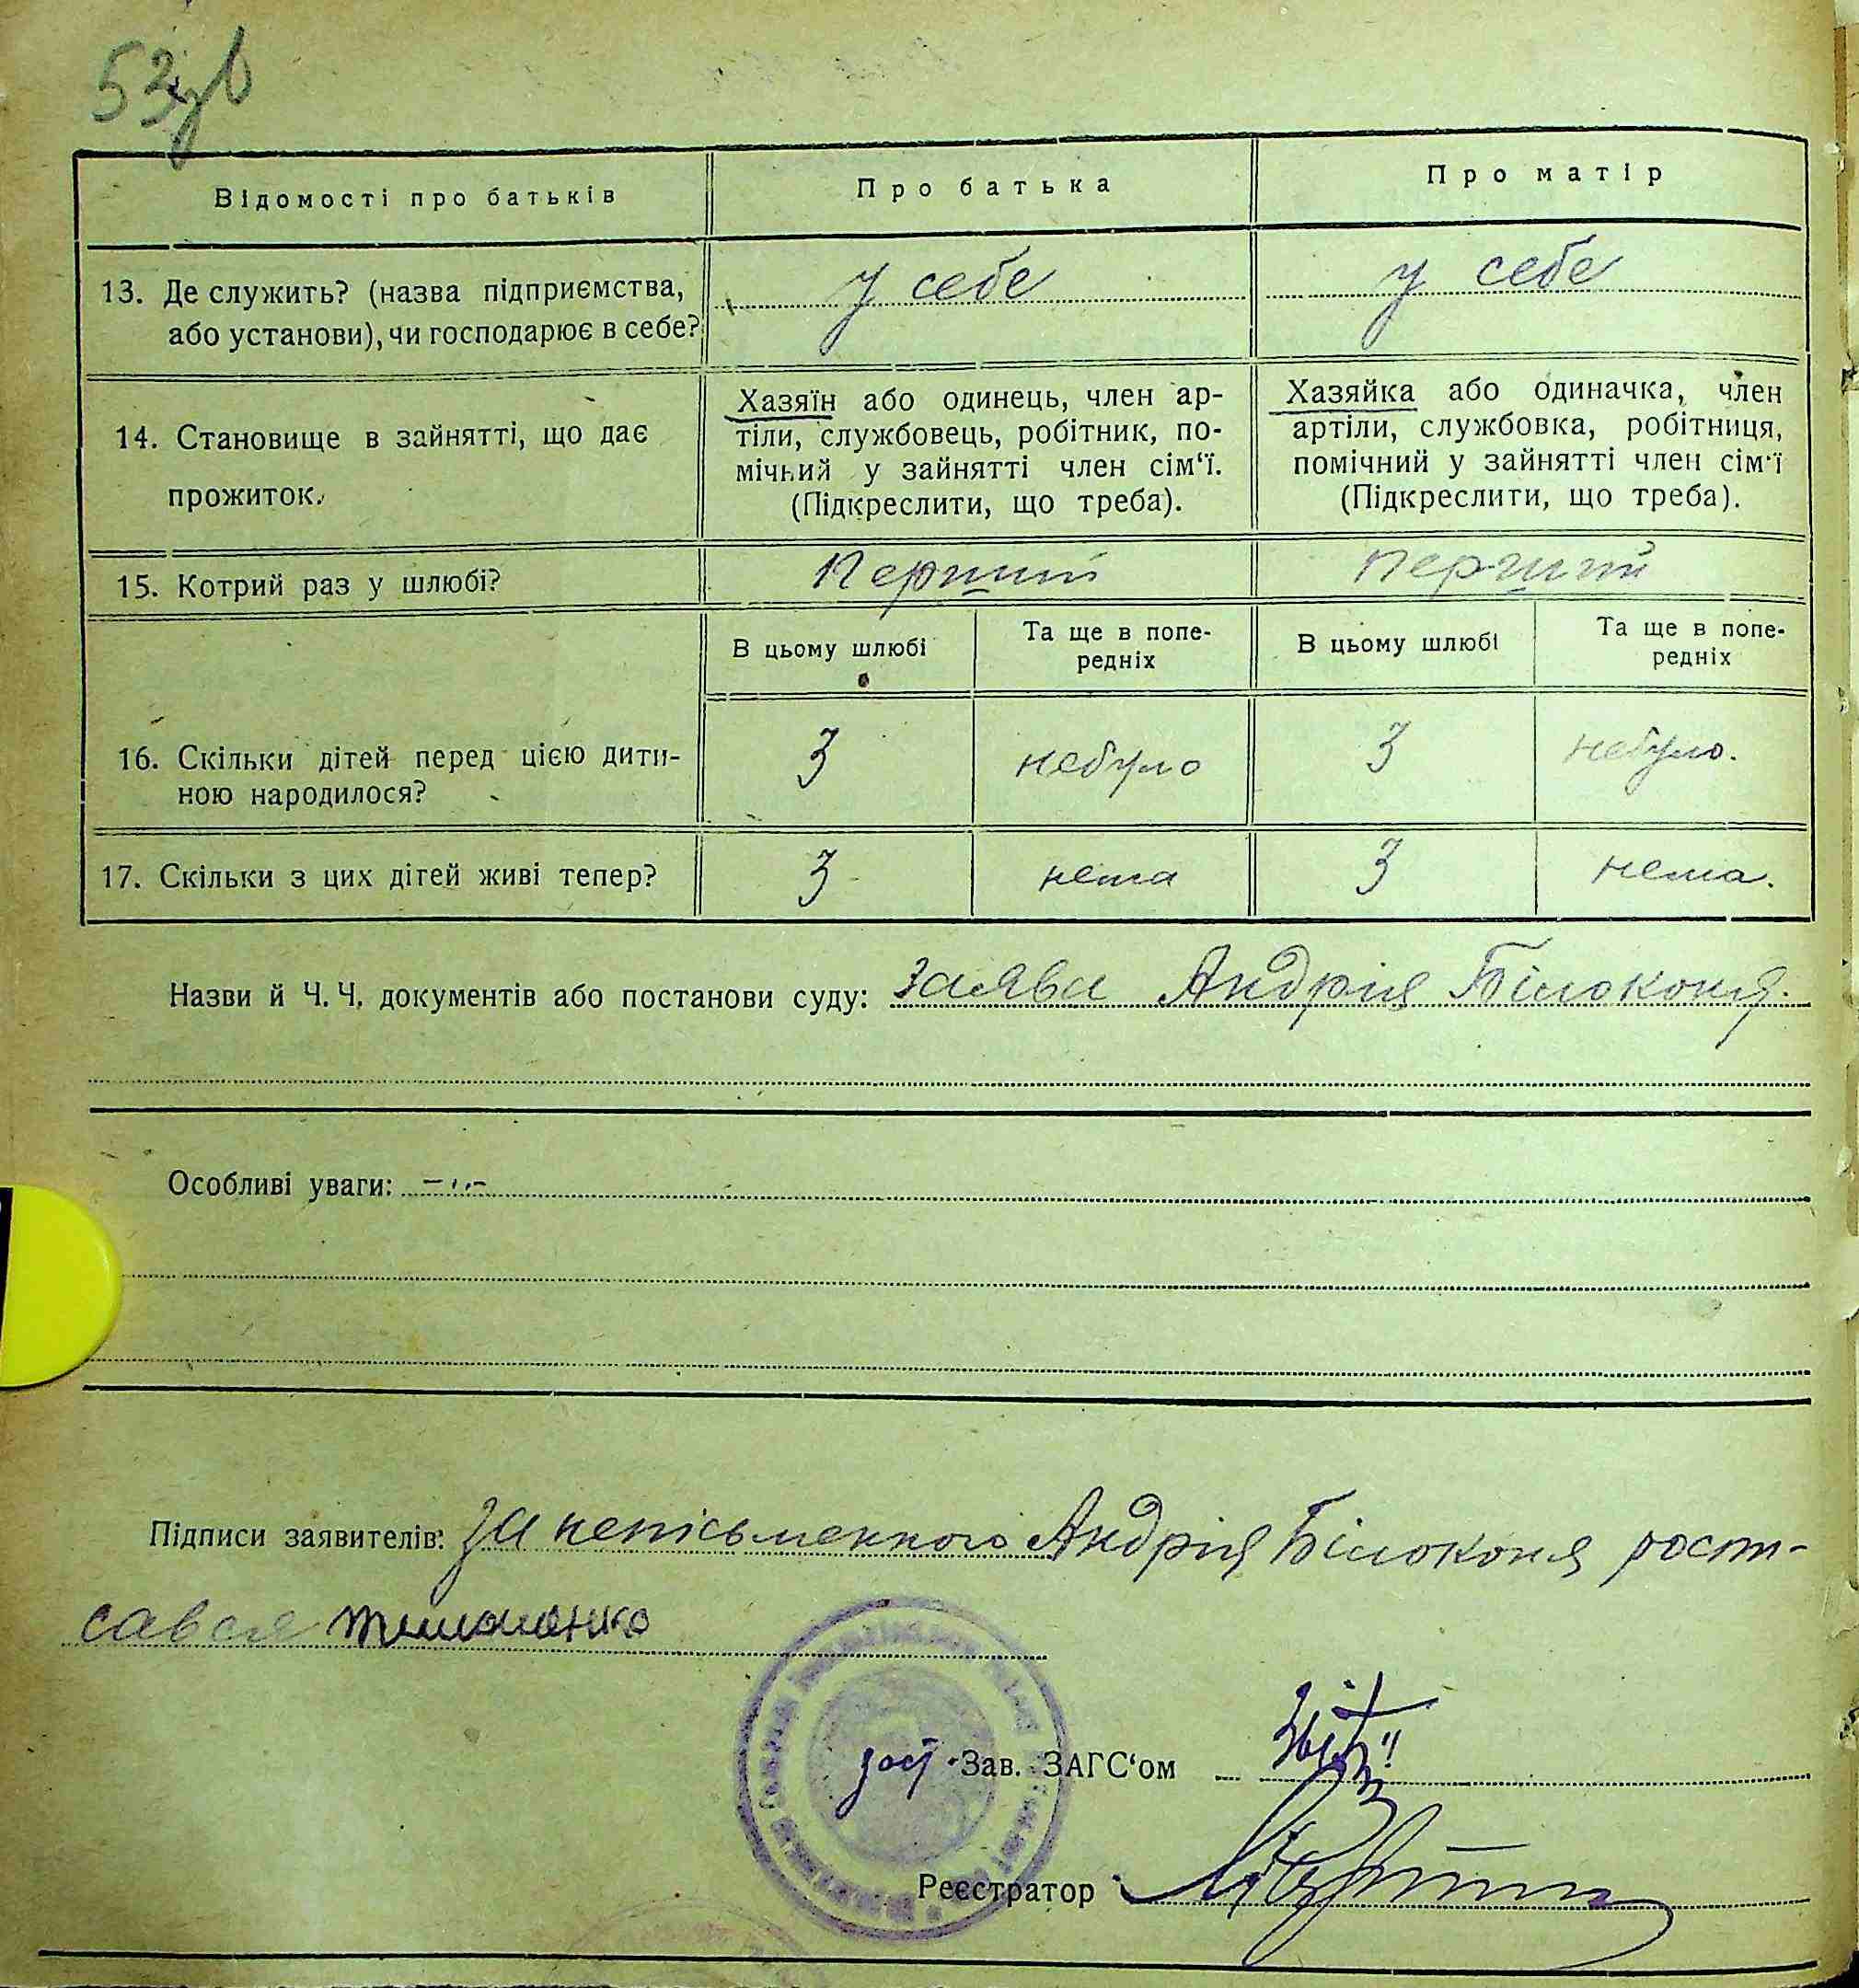 53зв
Відомості про батьків
Про батька
Про матір
13. Де служить? (назва підприємства,
або установи), чи господарює в себе?
у себе
у себе
14. Становище в зайнятті, що дає
прожиток.
Хазяїн або одинець, член ар-
тіли, службовець, робітник, по-
мічний у зайнятті член сім‘ї.
(Підкреслити, що треба).
Хазяйка або одиначка, член
артіли, службовка, робітниця,
помічний у зайнятті член сім‘ї
(Підкреслити, що треба).
15. Котрий раз у шлюбі?
Перший
Перший
В цьому шлюбі
Та ще в попе-
редніх
В цьому шлюбі
Та ще в попе-
редніх
16. Скільки дітей перед цією дити-
ною народилося?
3
небуло
3
небуло.
17. Скільки з цих дітей живі тепер?
3
нема
3
нема.
Назви й Ч. Ч. документів або постанови суду: Заява Андрія Білоконя.
Особливі уваги: –〃–
Підписи заявителів: За неписьменного Андрія Білоконя роспи-
сався
заст. Зав. ЗАГС‘ом
Реєстратор